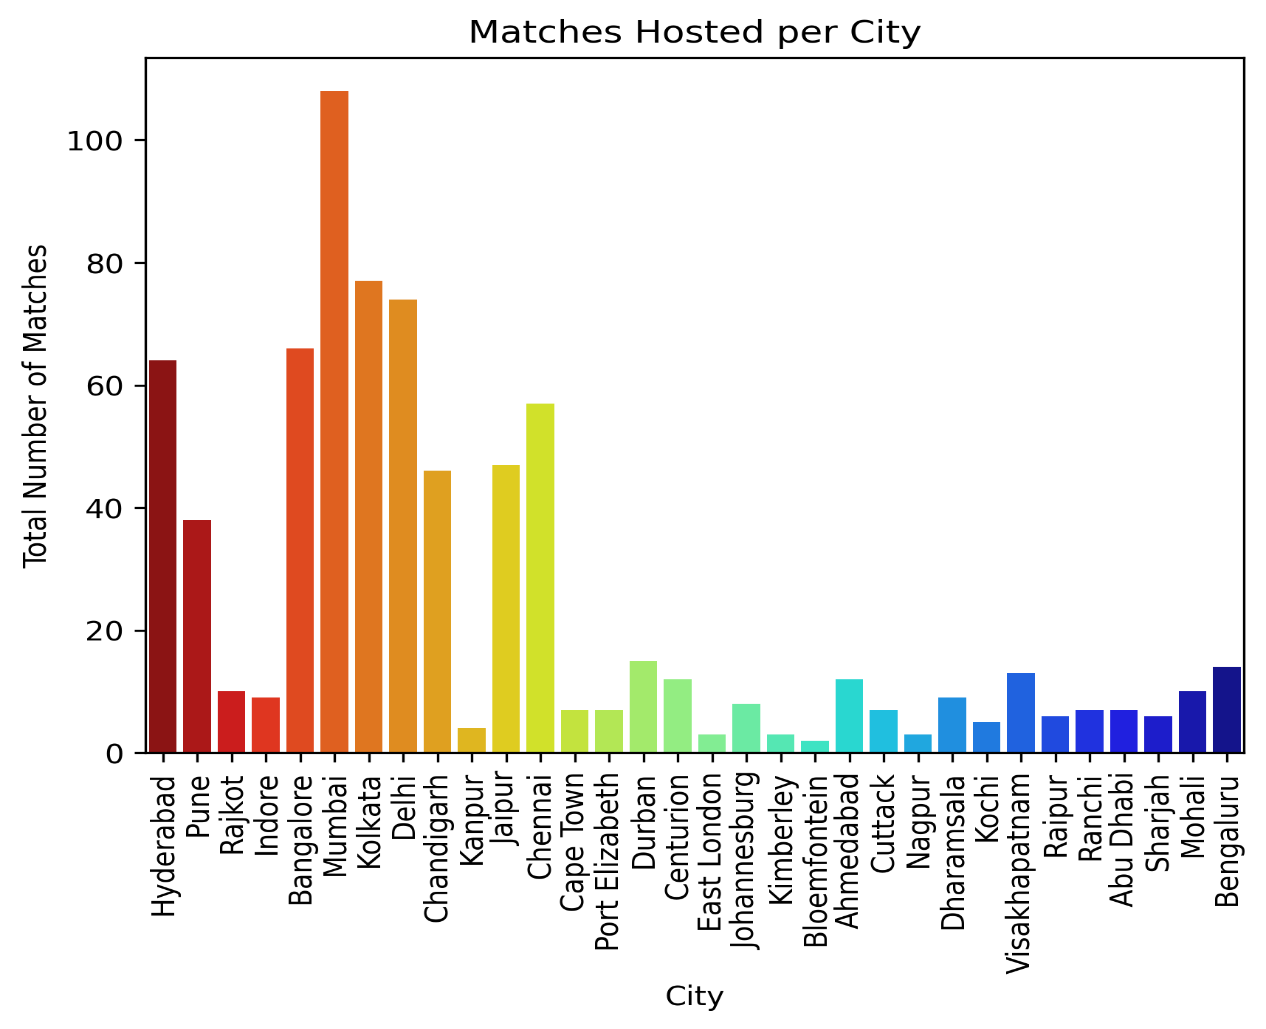 Matches Hosted per City
Total Number of Matches
100
80
60
40
20
0
Hyderabad
Pune
Rajkot
Indore
Bangalore
Mumbai
Kolkata
Delhi
Chandigarh
Kanpur
Jaipur
Chennai
Cape Town
Port Elizabeth
Durban
Centurion
East London
Johannesburg
Kimberley
Bloemfontein
Ahmedabad
Cuttack
Nagpur
Dharamsala
Kochi
Visakhapatnam
Raipur
Ranchi
Abu Dhabi
Sharjah
Mohali
Bengaluru
City